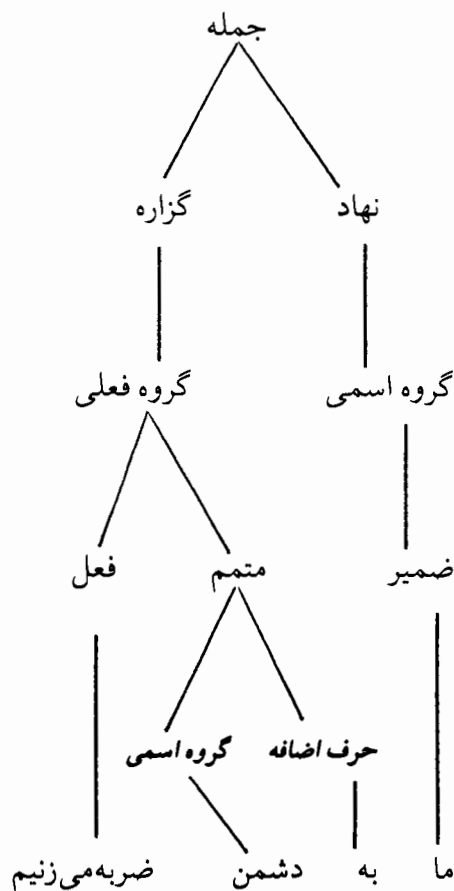 جمله
نهاد گزاره
گروه اسمی گروه فعلی
ضمیر متمم فعل
حرف اضافه گروه اسمی
ما به دشمن ضربه‌می‌زنیم